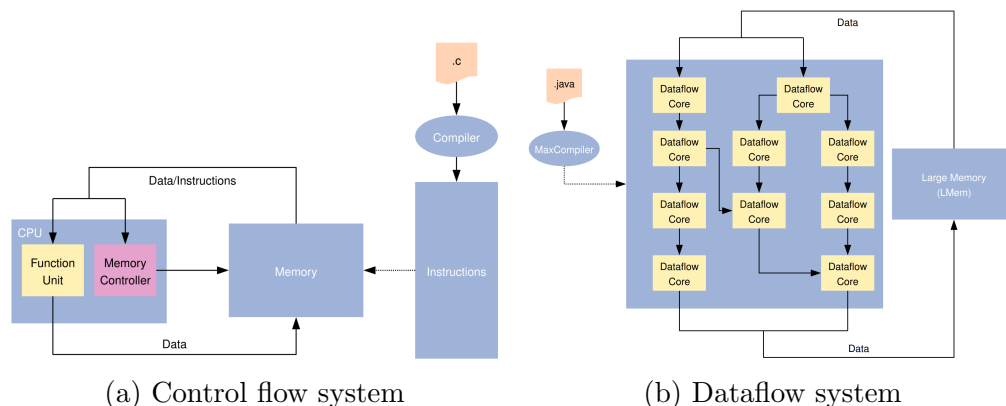 .c
Compiler
Data/Instructions
CPU
Function
Unit
Memory
Controller
Memory
Instructions
Data
(a) Control flow system
Data
.java
MaxCompiler
Dataflow
Core
Dataflow
Core
Dataflow
Core
Dataflow
Core
Dataflow
Core
Dataflow
Core
Dataflow
Core
Dataflow
Core
Dataflow
Core
Dataflow
Core
Large Memory
(LMem)
Data
(b) Dataflow system